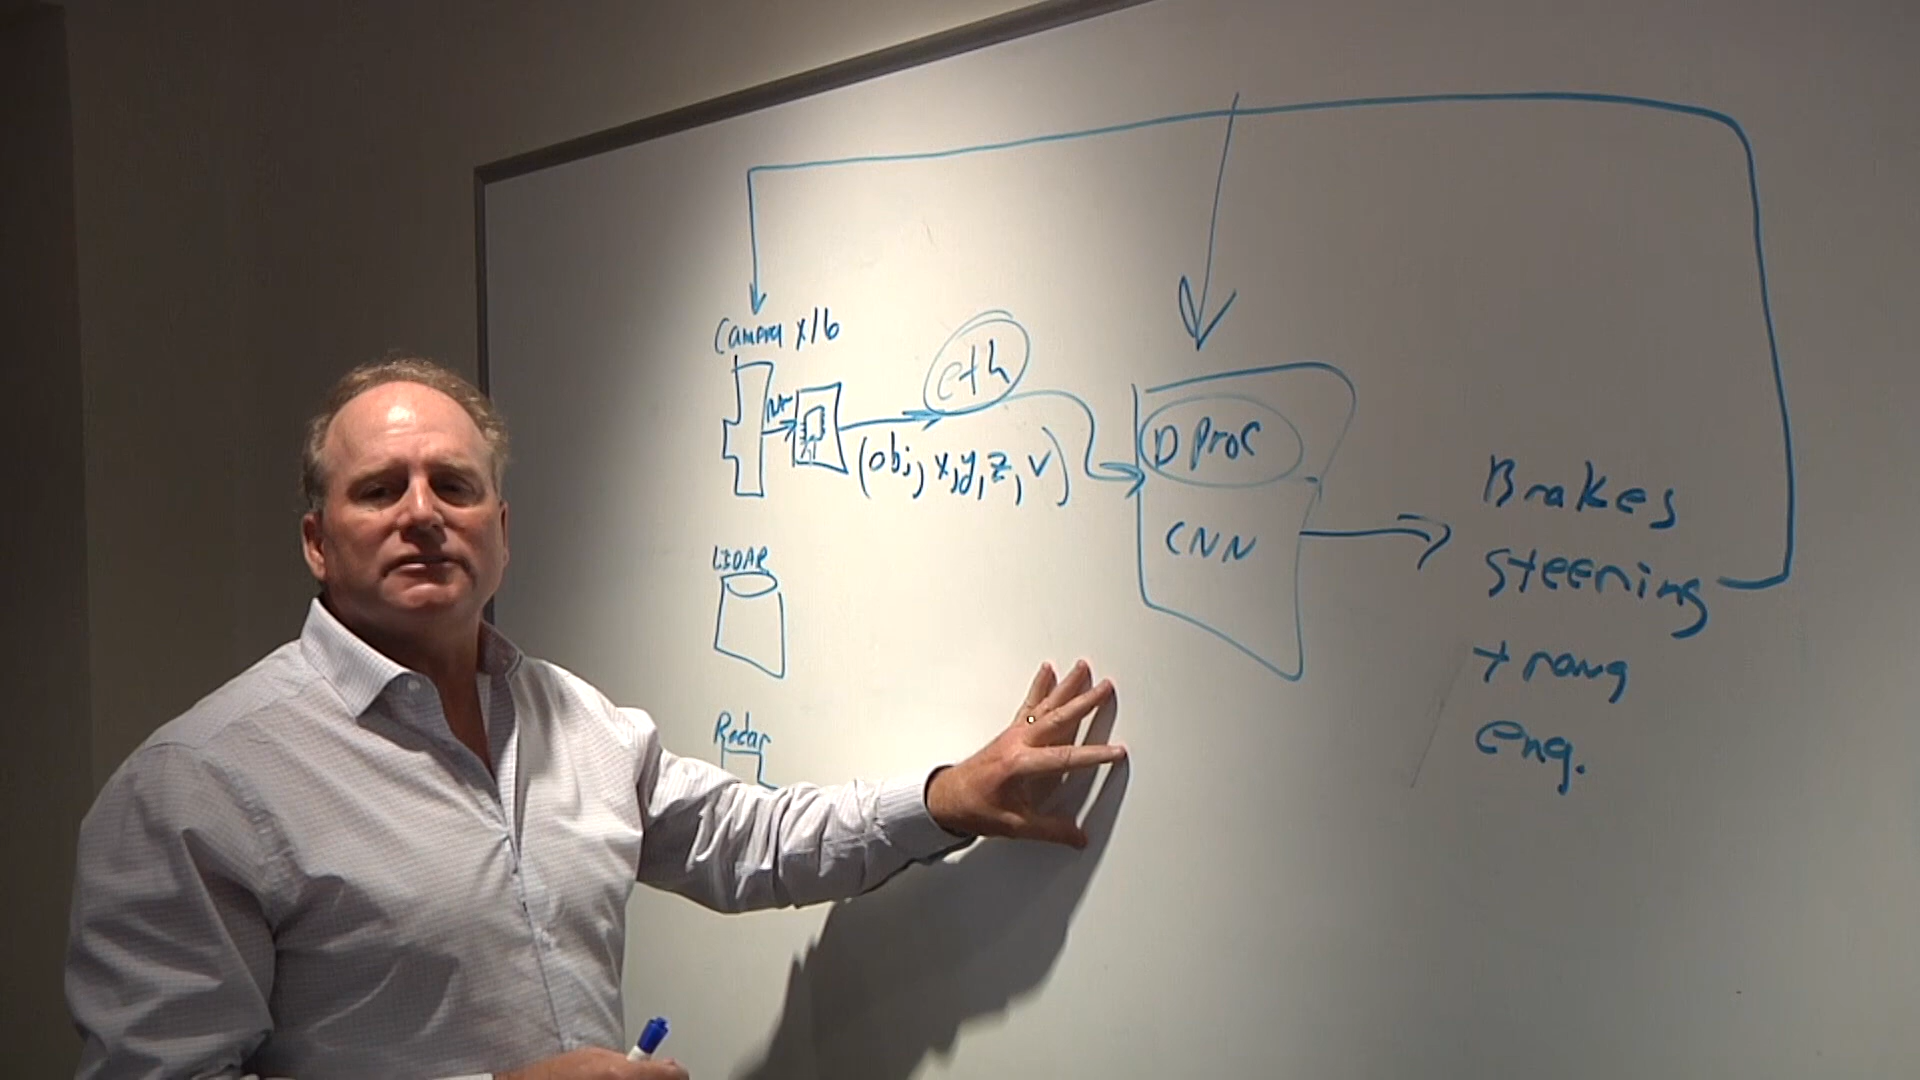 Camera x16
eth
(obj, x,y, z, v)
D Proc
CNN
LIDAR
Radar
Brakes
Steering
trans
eng.